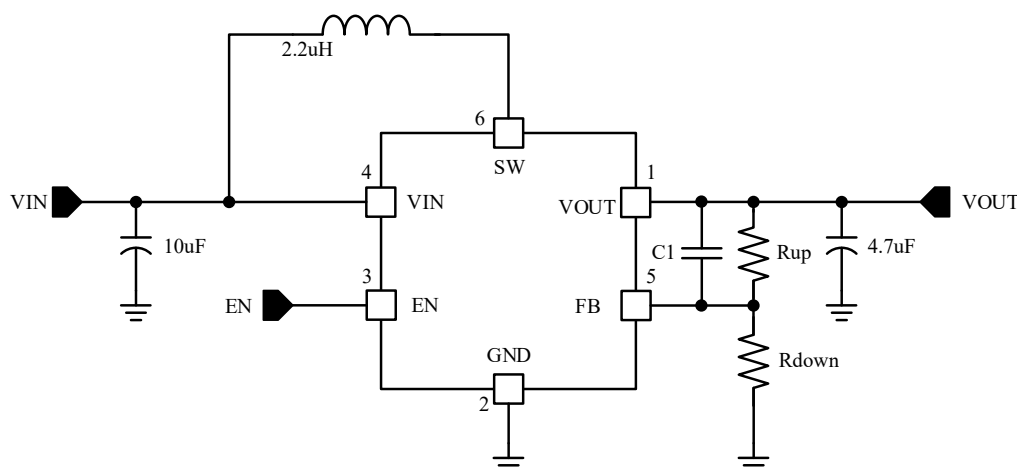 2.2uH
6
SW
4
1
VIN
VIN
VOUT
VOUT
10uF
C1
Rup
4.7uF
3
5
EN
EN
FB
GND
Rdown
2